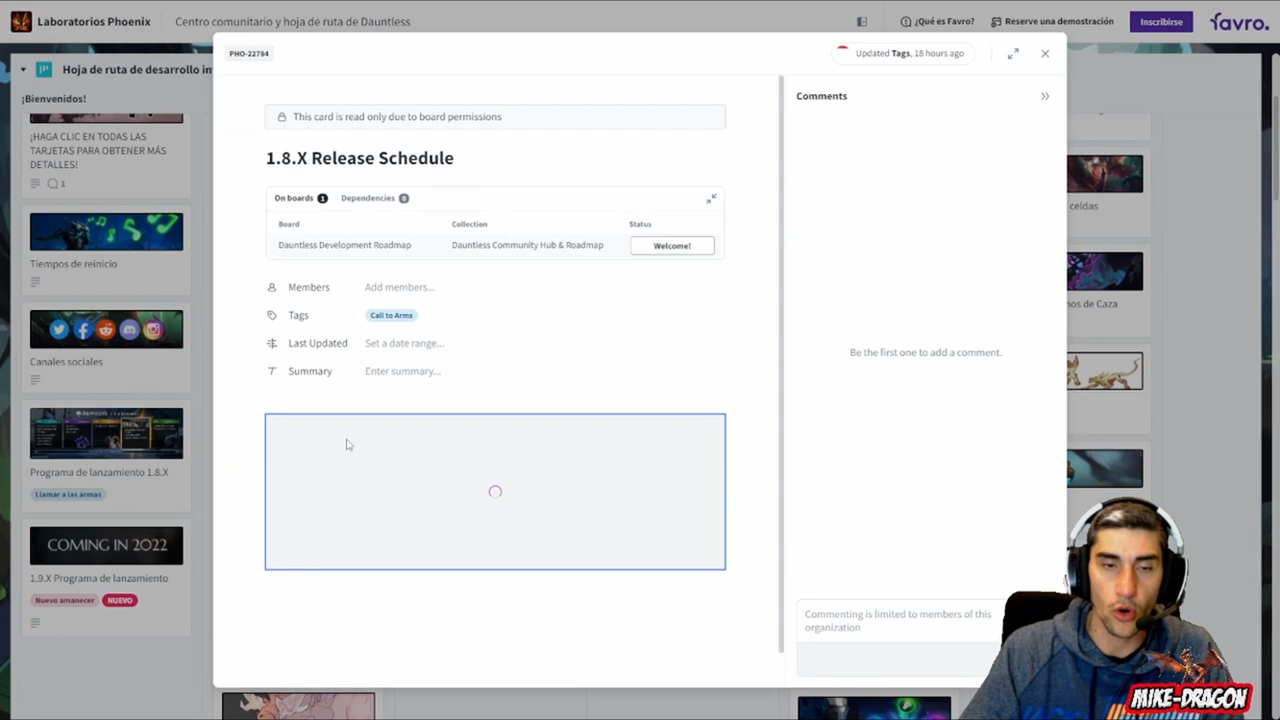 Laboratorios Phoenix
Centro comunitario y hoja de ruta de Dauntless
¿Qué es Favro?
Reserve una demostración
Inscribirse
favro.
Hoja de ruta de desarrollo in
¡Bienvenidos!
¡HAGA CLIC EN TODAS LAS
TARJETAS PARA OBTENER MÁS
DETALLES!
1
Tiempos de reinicio
Canales sociales
Programa de lanzamiento 1.8.X
Llamar a las armas
COMING IN 2022
1.9.X Programa de lanzamiento
Nuevo amanecer
NUEVO
PHO-22784
Updated Tags, 18 hours ago
This card is read only due to board permissions
1.8.X Release Schedule
On boards 1
Dependencies 0
Board
Collection
Status
Dauntless Development Roadmap
Dauntless Community Hub & Roadmap
Welcome!
Members
Add members...
Tags
Call to Arms
Last Updated
Set a date range...
Summary
Enter summary...
Comments
Be the first one to add a comment.
Commenting is limited to members of this
organization
celdas
os de Caza
MIKE-DRAGON